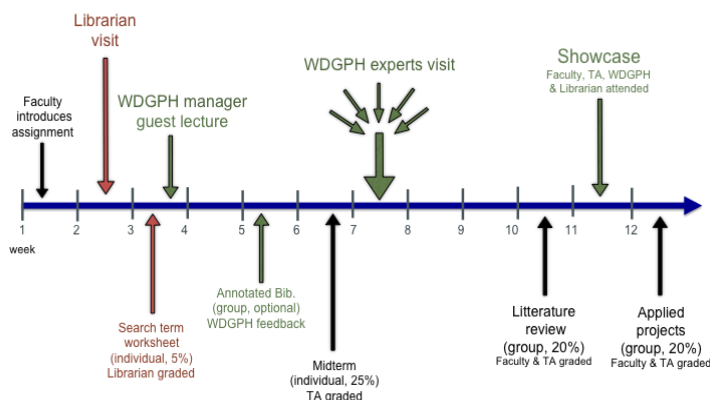 Librarian
visit
Faculty
introduces
assignment
WDGPH manager
guest lecture
WDGPH experts visit
Showcase
Faculty, TA, WDGPH
& Librarian attended
1
2
3
4
5
6
7
8
9
10
11
12
week
Search term
worksheet
(individual, 5%)
Librarian graded
Annotated Bib.
(group, optional)
WDGPH feedback
Midterm
(individual, 25%)
TA graded
Litterature
review
(group, 20%)
Faculty & TA graded
Applied
projects
(group, 20%)
Faculty & TA graded